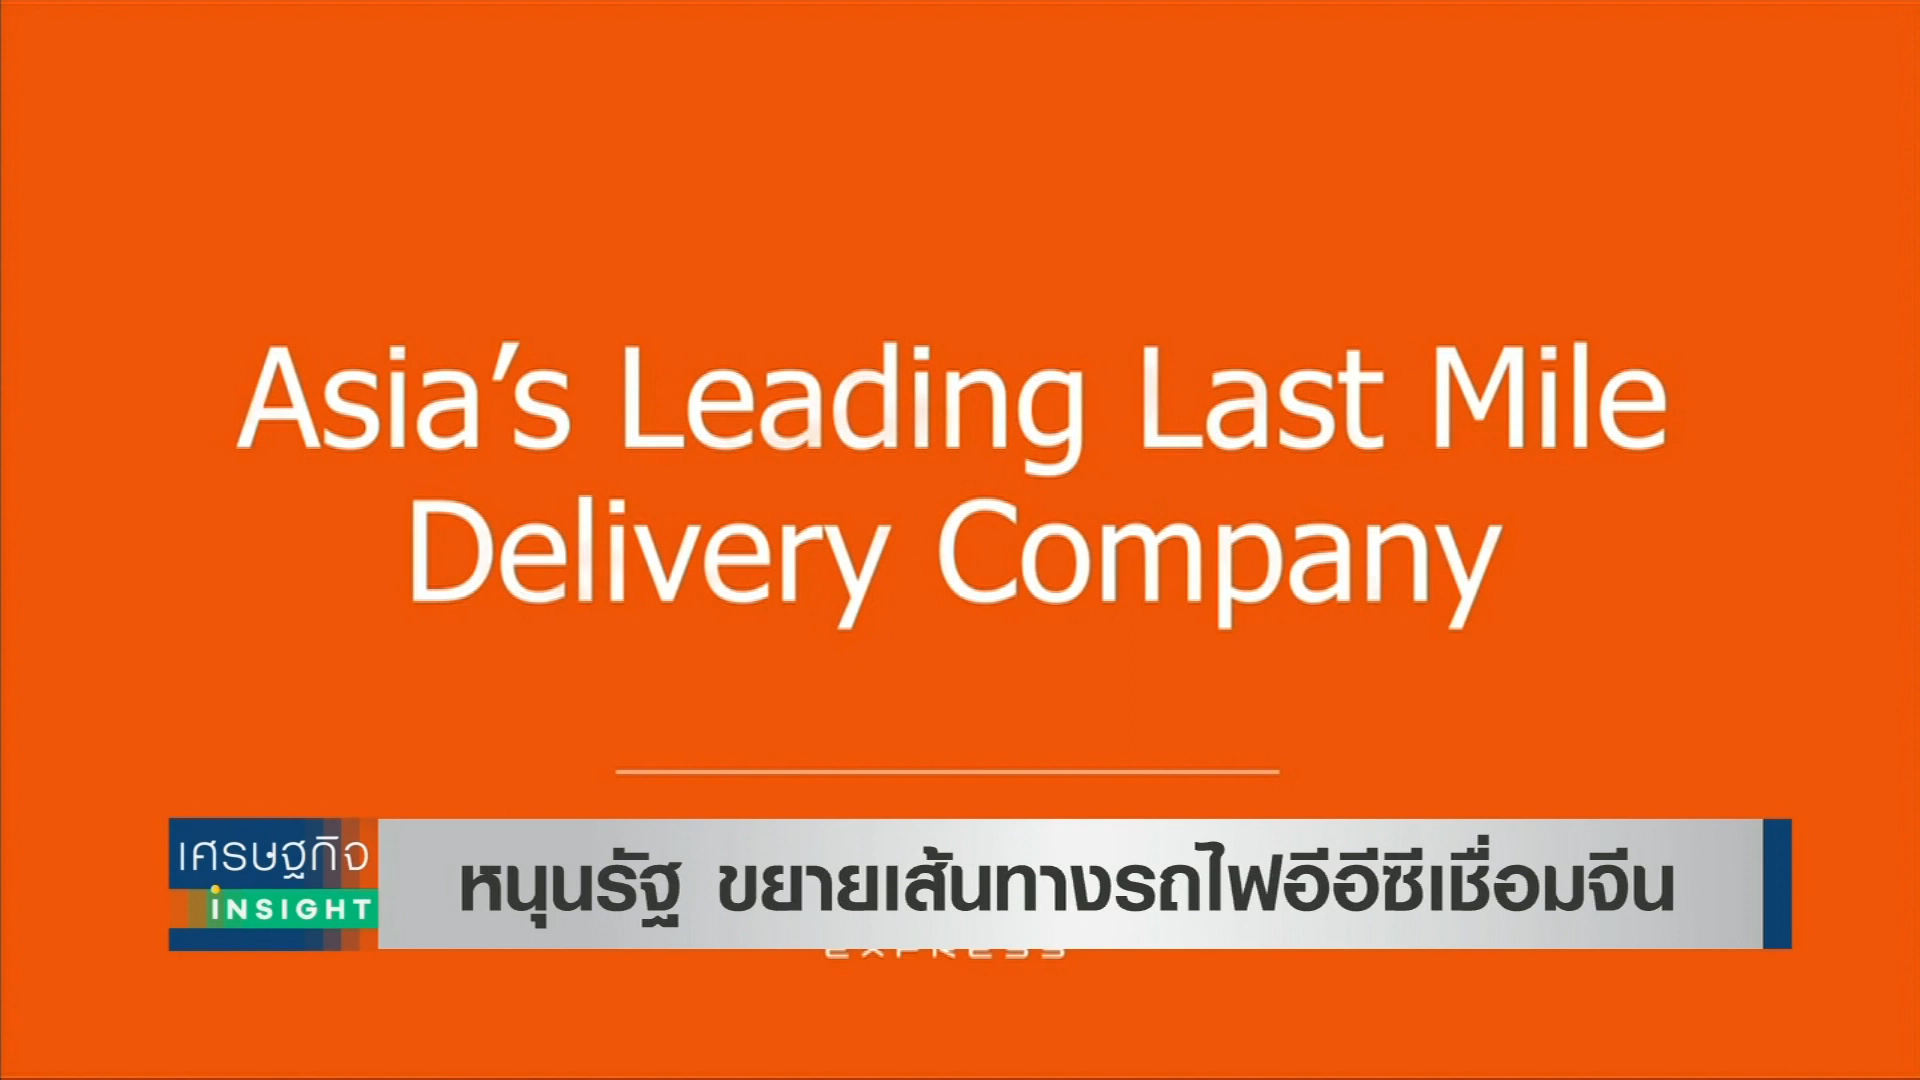 Asia’s Leading Last Mile
Delivery Company
เศรษฐกิจ
iNSIGHT
หนุนรัฐ ขยายเส้นทางรถไฟอีอีซีเชื่อมจีน
EXPRESS